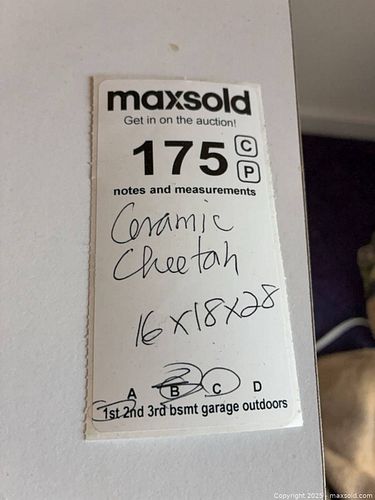 maxsold
Get in on the auction!
175 C
P
notes and measurements
Ceramic
Cheetah
16x18x28
A B C D
1st 2nd 3rd bsmt garage outdoors
Copyright 2025 - maxsold.com